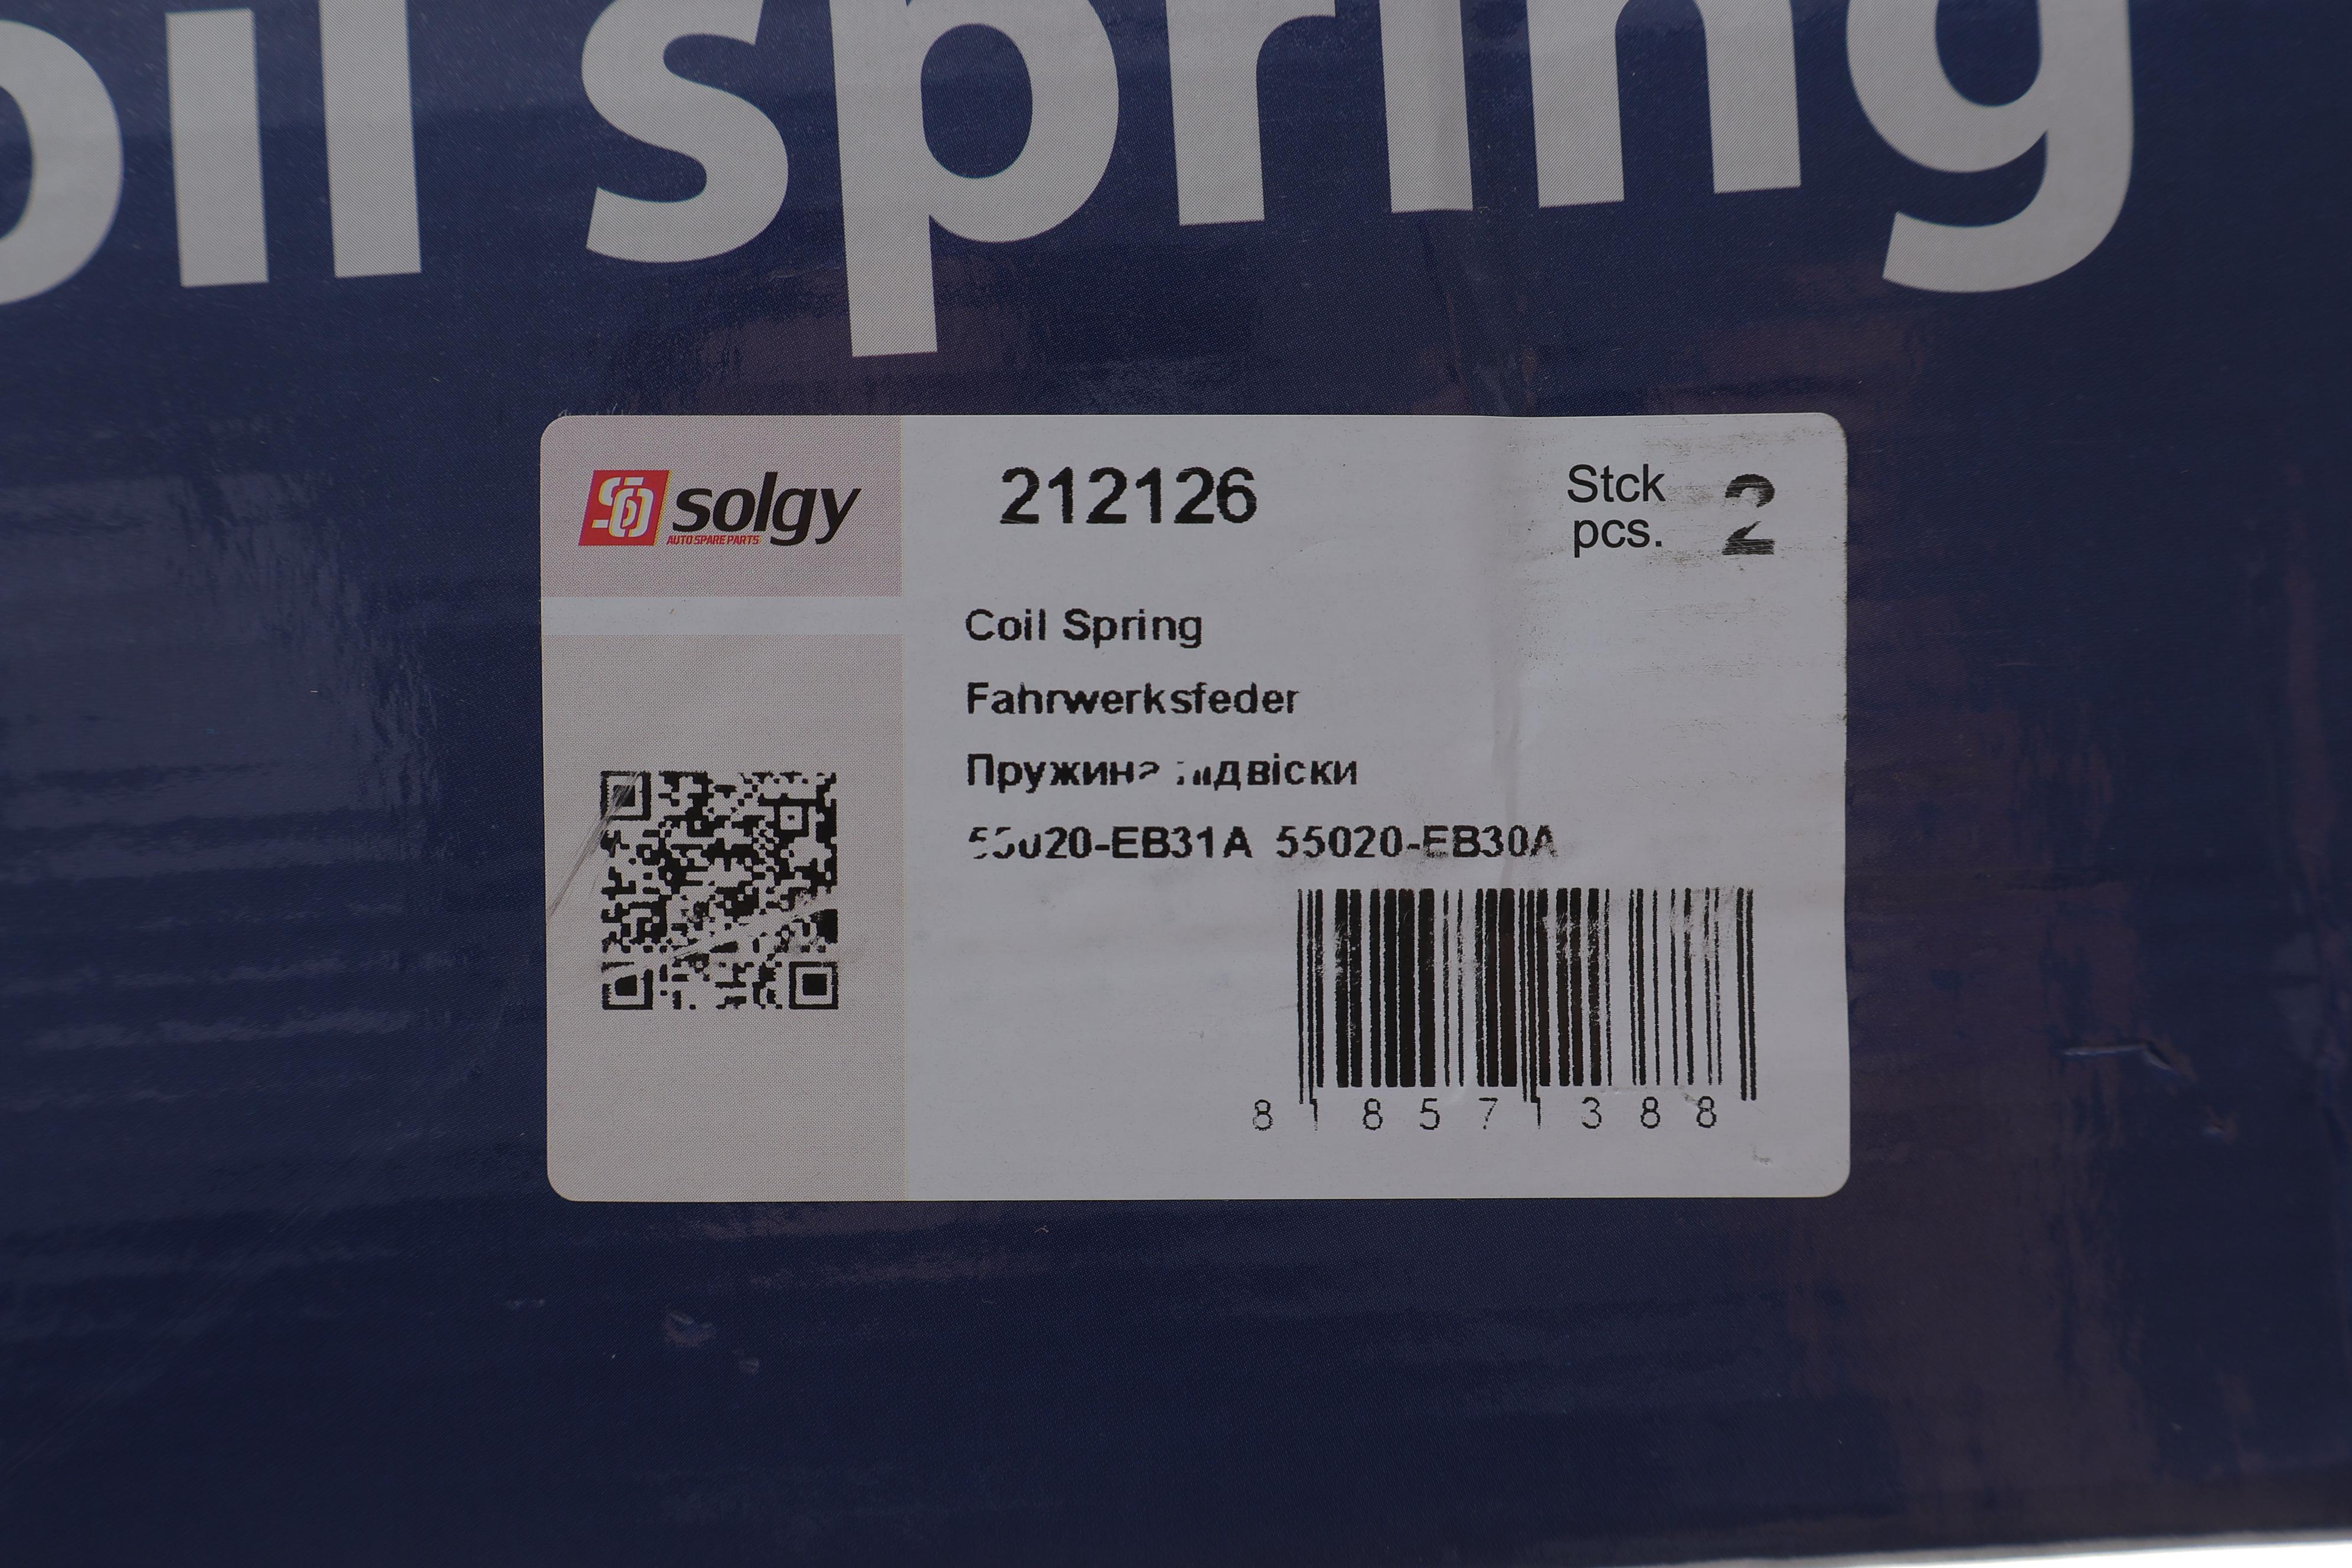 oil spring
solgy
AUTO SPARE PARTS
212126
Stck
pcs.
2
Coil Spring
Fahrwerksfeder
Пружина підвіски
55020-EB31A 55020-EB30A
8 1 8 5 7 1 3 8 8